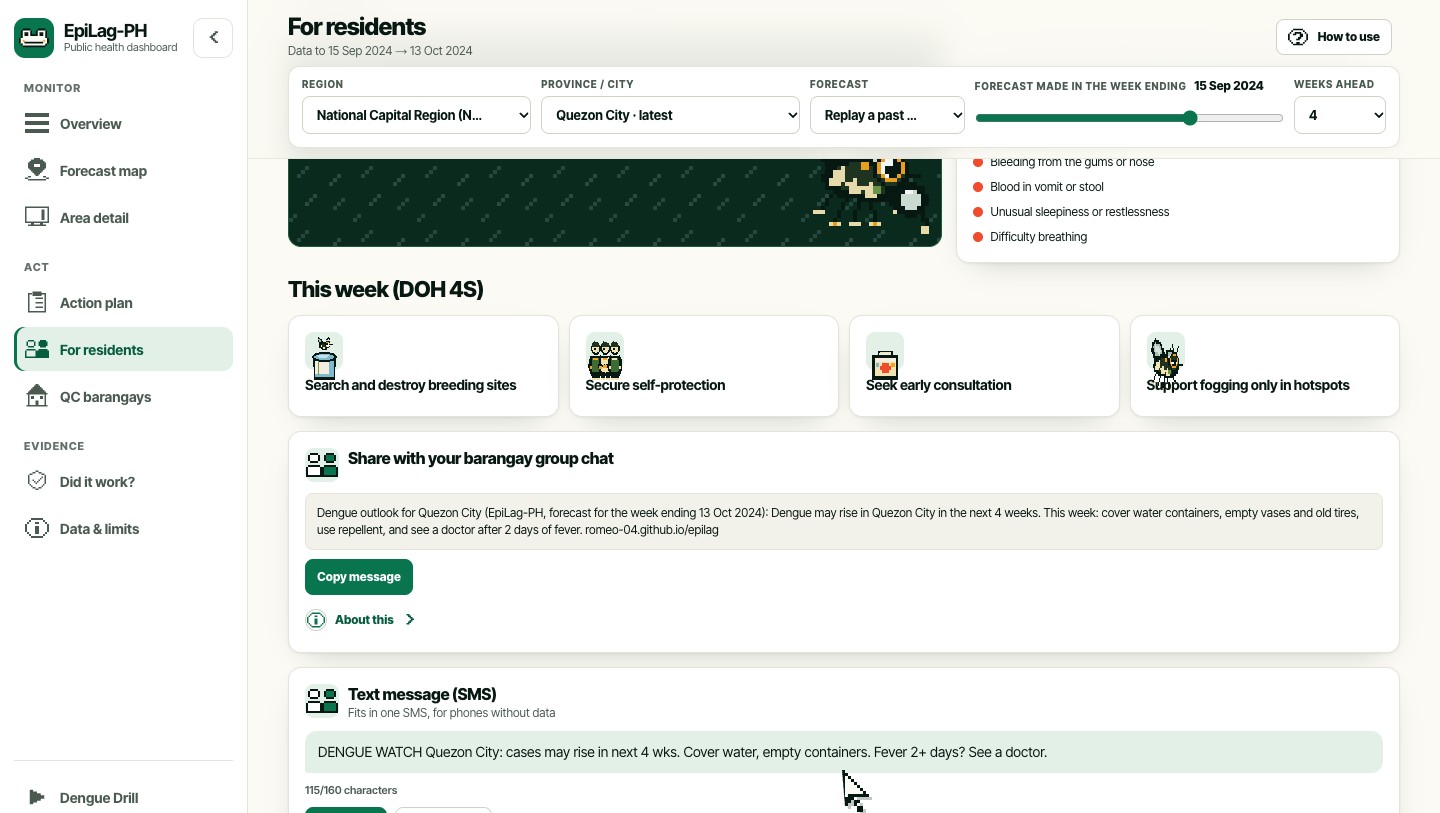 EpiLag-PH
Public health dashboard
MONITOR
Overview
Forecast map
Area detail
ACT
Action plan
For residents
QC barangays
EVIDENCE
Did it work?
Data & limits
Dengue Drill
For residents
Data to 15 Sep 2024 → 13 Oct 2024
How to use
REGION
National Capital Region (N...
PROVINCE / CITY
Quezon City · latest
FORECAST
Replay a past ...
FORECAST MADE IN THE WEEK ENDING 15 Sep 2024
WEEKS AHEAD
4
Bleeding from the gums or nose
Blood in vomit or stool
Unusual sleepiness or restlessness
Difficulty breathing
This week (DOH 4S)
Search and destroy breeding sites
Secure self-protection
Seek early consultation
Support fogging only in hotspots
Share with your barangay group chat
Dengue outlook for Quezon City (EpiLag-PH, forecast for the week ending 13 Oct 2024): Dengue may rise in Quezon City in the next 4 weeks. This week: cover water containers, empty vases and old tires,
use repellent, and see a doctor after 2 days of fever. romeo-04.github.io/epilag
Copy message
About this
Text message (SMS)
Fits in one SMS, for phones without data
DENGUE WATCH Quezon City: cases may rise in next 4 wks. Cover water, empty containers. Fever 2+ days? See a doctor.
115/160 characters